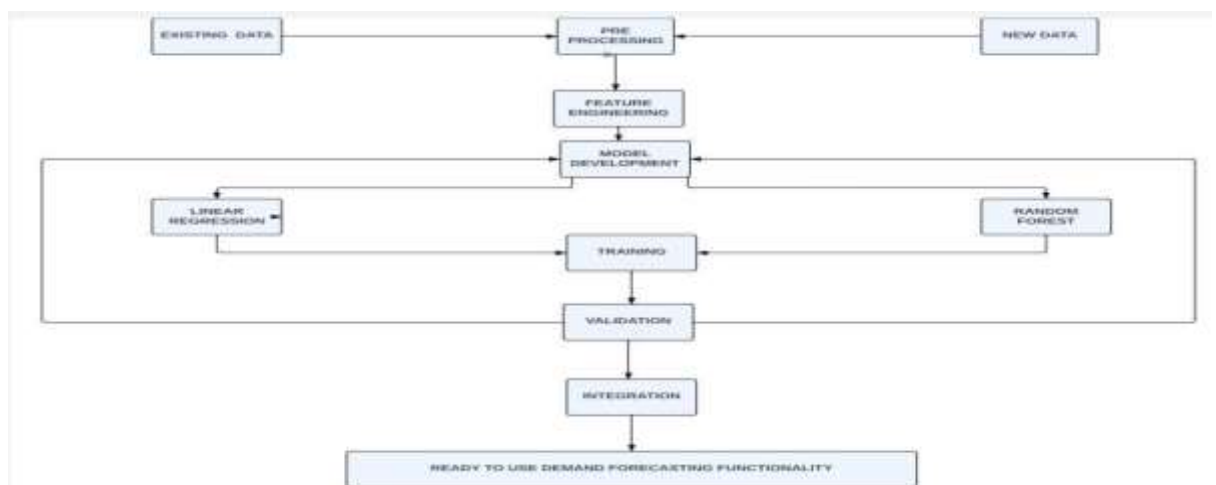 EXISTING DATA
PRE
PROCESSING
NEW DATA
FEATURE
ENGINEERING
MODEL
DEVELOPMENT
LINEAR
REGRESSION
RANDOM
FOREST
TRAINING
VALIDATION
INTEGRATION
READY TO USE DEMAND FORECASTING FUNCTIONALITY